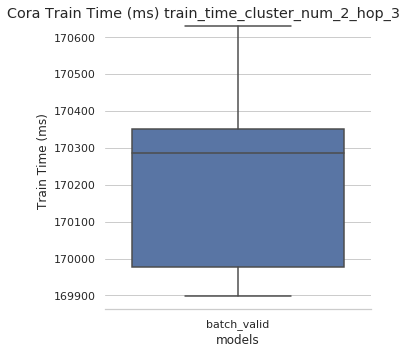 Cora Train Time (ms) train_time_cluster_num_2_hop_3
170600
170500
170400
170300
170200
170100
170000
169900
Train Time (ms)
batch_valid
models